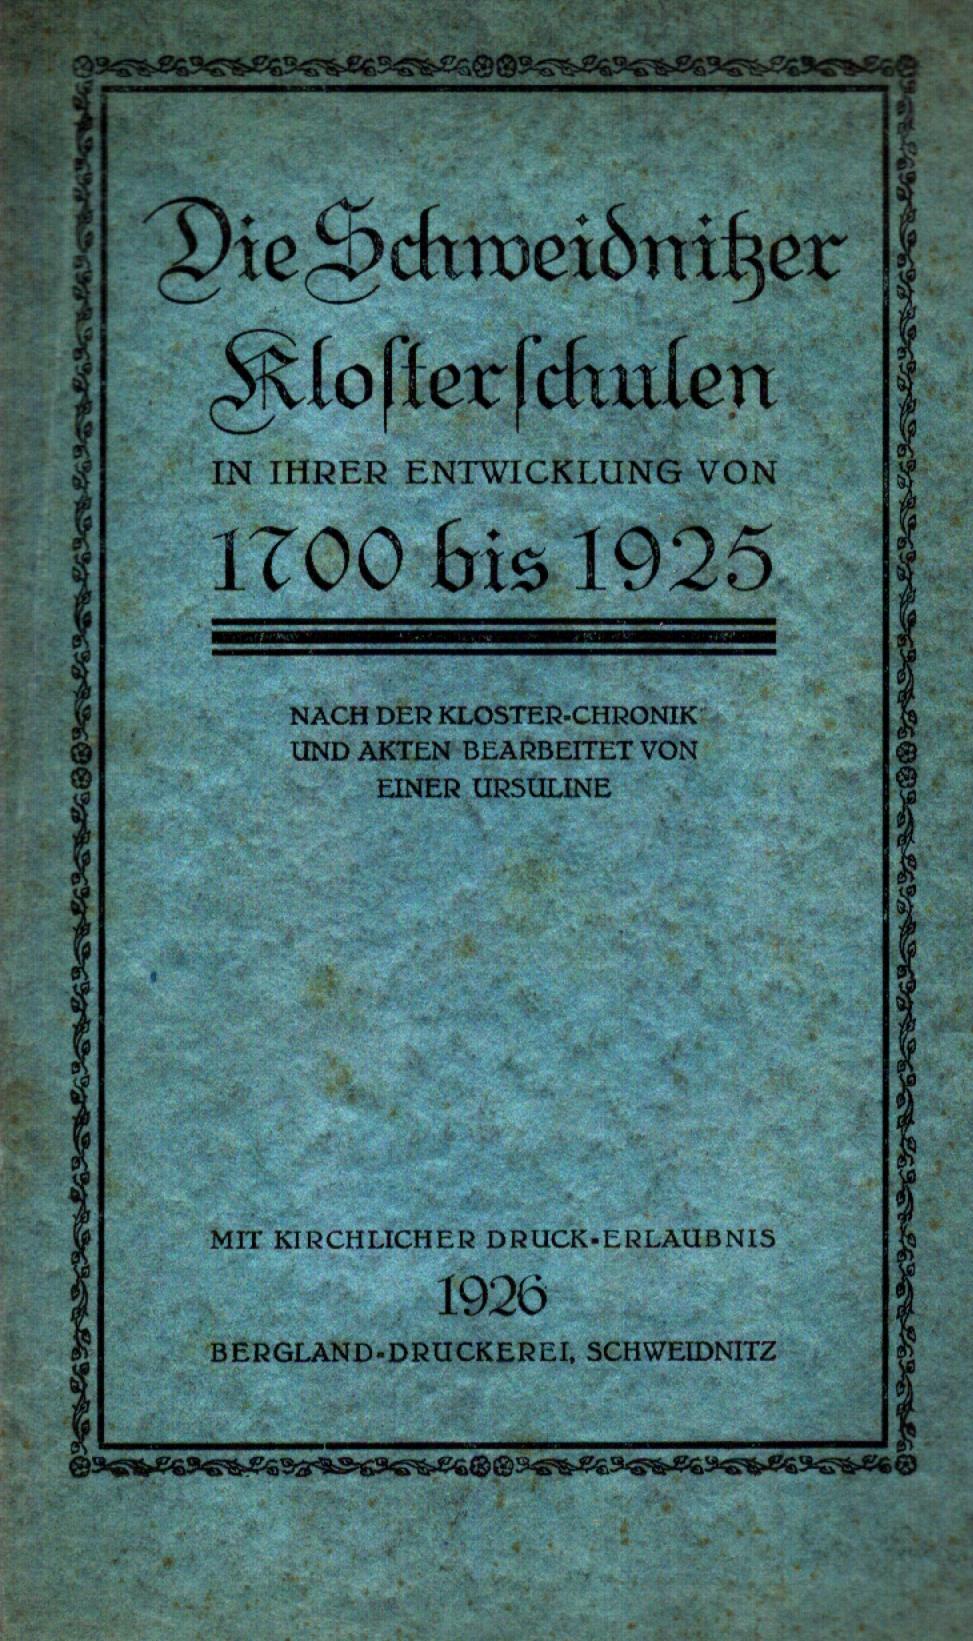 Die Schweidnitzer
Kloſterſchulen
IN IHRER ENTWICKLUNG VON
1700 bis 1925
NACH DER KLOSTER-CHRONIK
UND AKTEN BEARBEITET VON
EINER URSULINE
MIT KIRCHLICHER DRUCK-ERLAUBNIS
1926
BERGLAND-DRUCKEREI, SCHWEIDNITZ